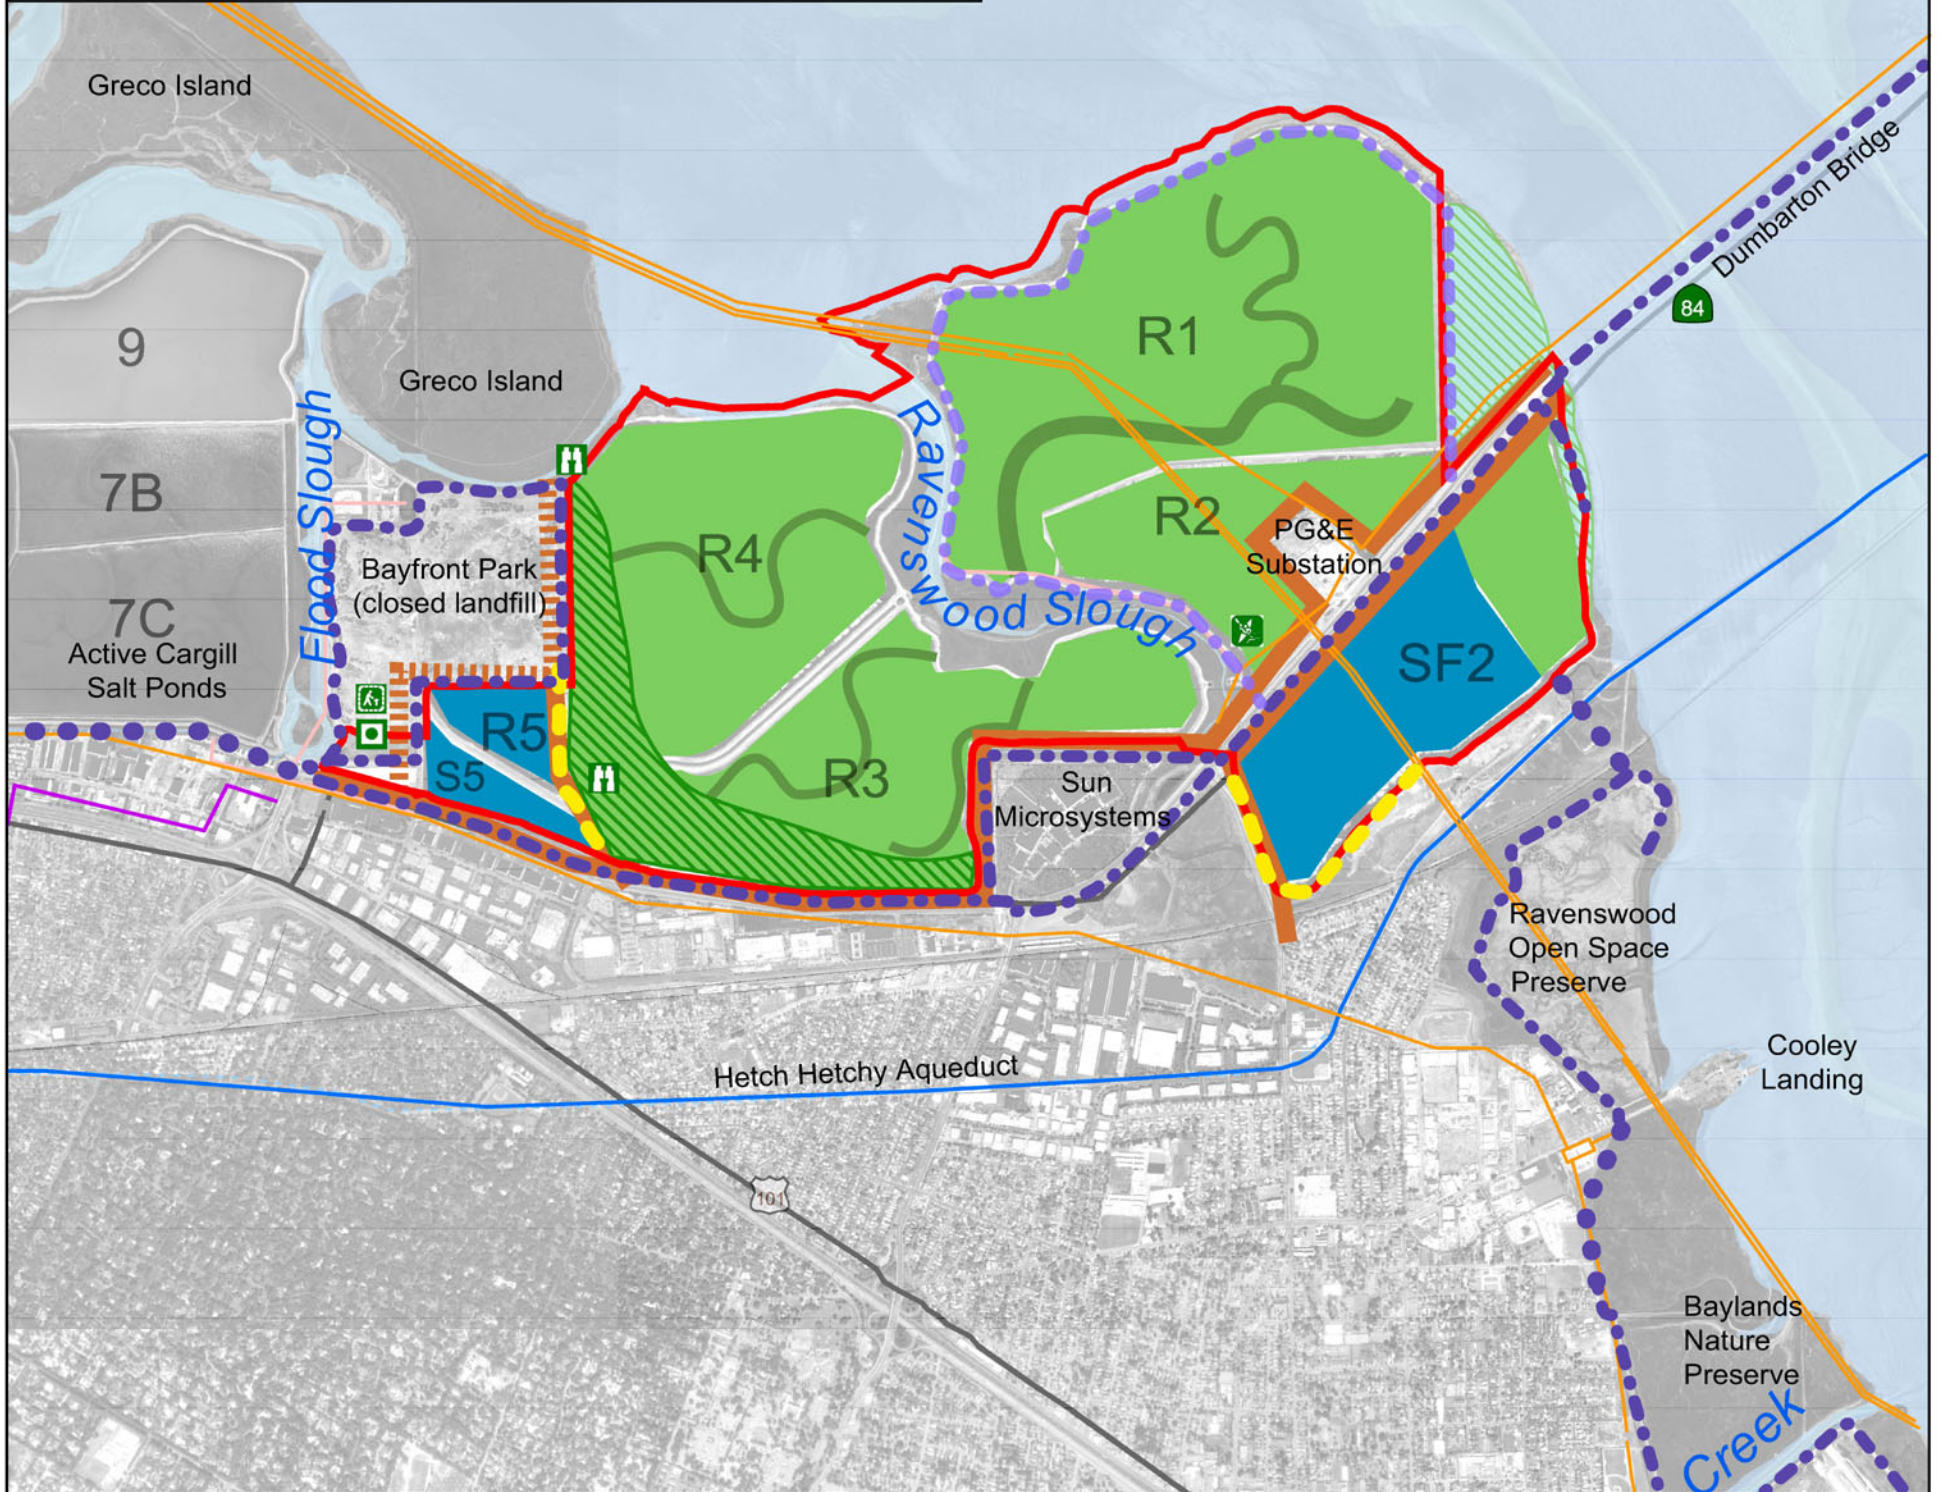 Greco Island
Dumbarton Bridge
84
9
R1
Greco Island
Flood Slough
Ravenswood Slough
7B
R4
R2
PG&E
Substation
Bayfront Park
(closed landfill)
7C
Active Cargill
Salt Ponds
SF2
R5
S5
R3
Sun
Microsystems
Ravenswood
Open Space
Preserve
Cooley
Landing
Hetch Hetchy Aqueduct
101
Baylands
Nature
Preserve
Creek